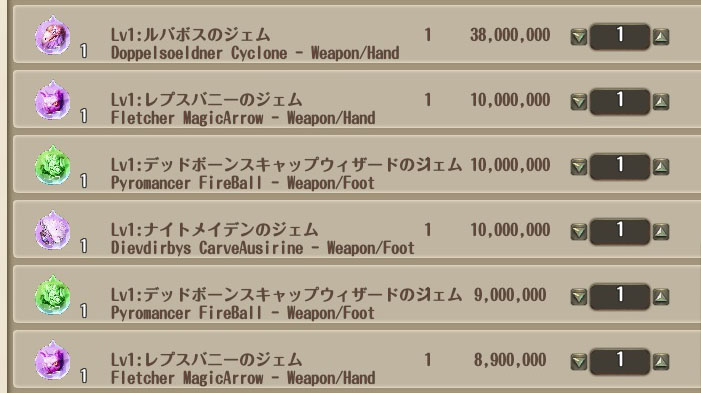 Lv1:ルバボスのジェム 1 38,000,000 1
1 Doppelsoeldner Cyclone - Weapon/Hand
Lv1:レプスバニーのジェム 1 10,000,000 1
1 Fletcher MagicArrow - Weapon/Hand
Lv1:デッドボーンスキャップウィザードのジェム 1 10,000,000 1
1 Pyromancer FireBall - Weapon/Foot
Lv1:ナイトメイデンのジェム 1 10,000,000 1
1 Dievdirbys CarveAusirine - Weapon/Foot
Lv1:デッドボーンスキャップウィザードのジェム 1 9,000,000 1
1 Pyromancer FireBall - Weapon/Foot
Lv1:レプスバニーのジェム 1 8,900,000 1
1 Fletcher MagicArrow - Weapon/Hand